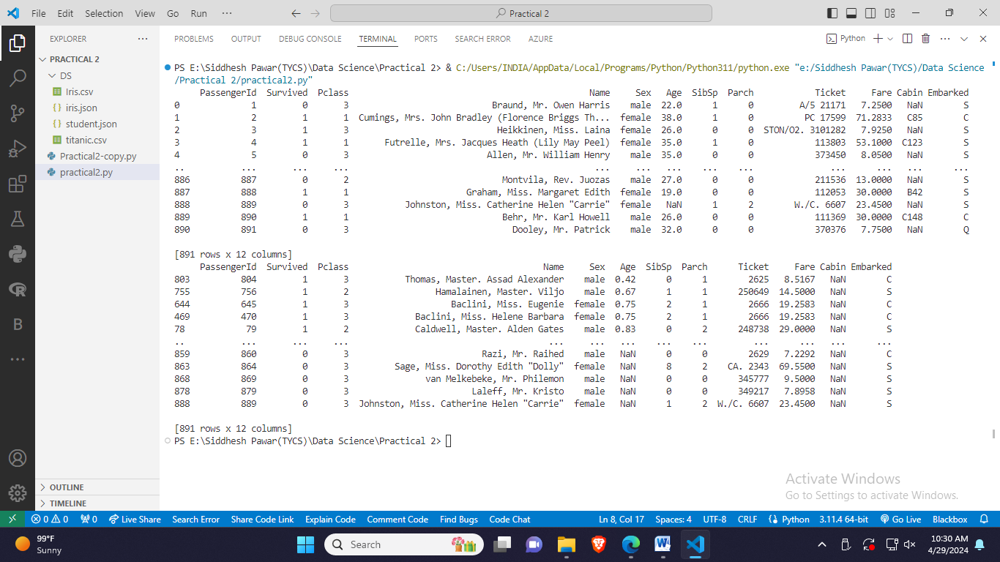 File Edit Selection View Go Run ··· Practical 2
EXPLORER ···
PRACTICAL 2
DS
Iris.csv
iris.json
student.json
titanic.csv
Practical2-copy.py
practical2.py
OUTLINE
TIMELINE
PROBLEMS OUTPUT DEBUG CONSOLE TERMINAL PORTS SEARCH ERROR AZURE Python
PS E:\Siddhesh Pawar(TYCS)\Data Science\Practical 2> & C:/Users/INDIA/AppData/Local/Programs/Python/Python311/python.exe "e:/Siddhesh Pawar(TYCS)/Data Science
/Practical 2/practical2.py"
PassengerId Survived Pclass Name Sex Age SibSp Parch Ticket Fare Cabin Embarked
0 1 0 3 Braund, Mr. Owen Harris male 22.0 1 0 A/5 21171 7.2500 NaN S
1 2 1 1 Cumings, Mrs. John Bradley (Florence Briggs Th... female 38.0 1 0 PC 17599 71.2833 C85 C
2 3 1 3 Heikkinen, Miss. Laina female 26.0 0 0 STON/O2. 3101282 7.9250 NaN S
3 4 1 1 Futrelle, Mrs. Jacques Heath (Lily May Peel) female 35.0 1 0 113803 53.1000 C123 S
4 5 0 3 Allen, Mr. William Henry male 35.0 0 0 373450 8.0500 NaN S
.. ... ... ... ... ... ... ... ... ... ... ... ...
886 887 0 2 Montvila, Rev. Juozas male 27.0 0 0 211536 13.0000 NaN S
887 888 1 1 Graham, Miss. Margaret Edith female 19.0 0 0 112053 30.0000 B42 S
888 889 0 3 Johnston, Miss. Catherine Helen "Carrie" female NaN 1 2 W./C. 6607 23.4500 NaN S
889 890 1 1 Behr, Mr. Karl Howell male 26.0 0 0 111369 30.0000 C148 C
890 891 0 3 Dooley, Mr. Patrick male 32.0 0 0 370376 7.7500 NaN Q
[891 rows x 12 columns]
PassengerId Survived Pclass Name Sex Age SibSp Parch Ticket Fare Cabin Embarked
803 804 1 3 Thomas, Master. Assad Alexander male 0.42 0 1 2625 8.5167 NaN C
755 756 1 2 Hamalainen, Master. Viljo male 0.67 1 1 250649 14.5000 NaN S
644 645 1 3 Baclini, Miss. Eugenie female 0.75 2 1 2666 19.2583 NaN C
469 470 1 3 Baclini, Miss. Helene Barbara female 0.75 2 1 2666 19.2583 NaN C
78 79 1 2 Caldwell, Master. Alden Gates male 0.83 0 2 248738 29.0000 NaN S
.. ... ... ... ... ... ... ... ... ... ... ... ...
859 860 0 3 Razi, Mr. Raihed male NaN 0 0 2629 7.2292 NaN C
863 864 0 3 Sage, Miss. Dorothy Edith "Dolly" female NaN 8 2 CA. 2343 69.5500 NaN S
868 869 0 3 van Melkebeke, Mr. Philemon male NaN 0 0 345777 9.5000 NaN S
878 879 0 3 Laleff, Mr. Kristo male NaN 0 0 349217 7.8958 NaN S
888 889 0 3 Johnston, Miss. Catherine Helen "Carrie" female NaN 1 2 W./C. 6607 23.4500 NaN S
[891 rows x 12 columns]
PS E:\Siddhesh Pawar(TYCS)\Data Science\Practical 2>
Activate Windows
Go to Settings to activate Windows.
0 0 0 Live Share Search Error Share Code Link Explain Code Comment Code Find Bugs Code Chat Ln 8, Col 17 Spaces: 4 UTF-8 CRLF Python 3.11.4 64-bit Go Live Blackbox
99°F
Sunny
Search
10:30 AM
4/29/2024